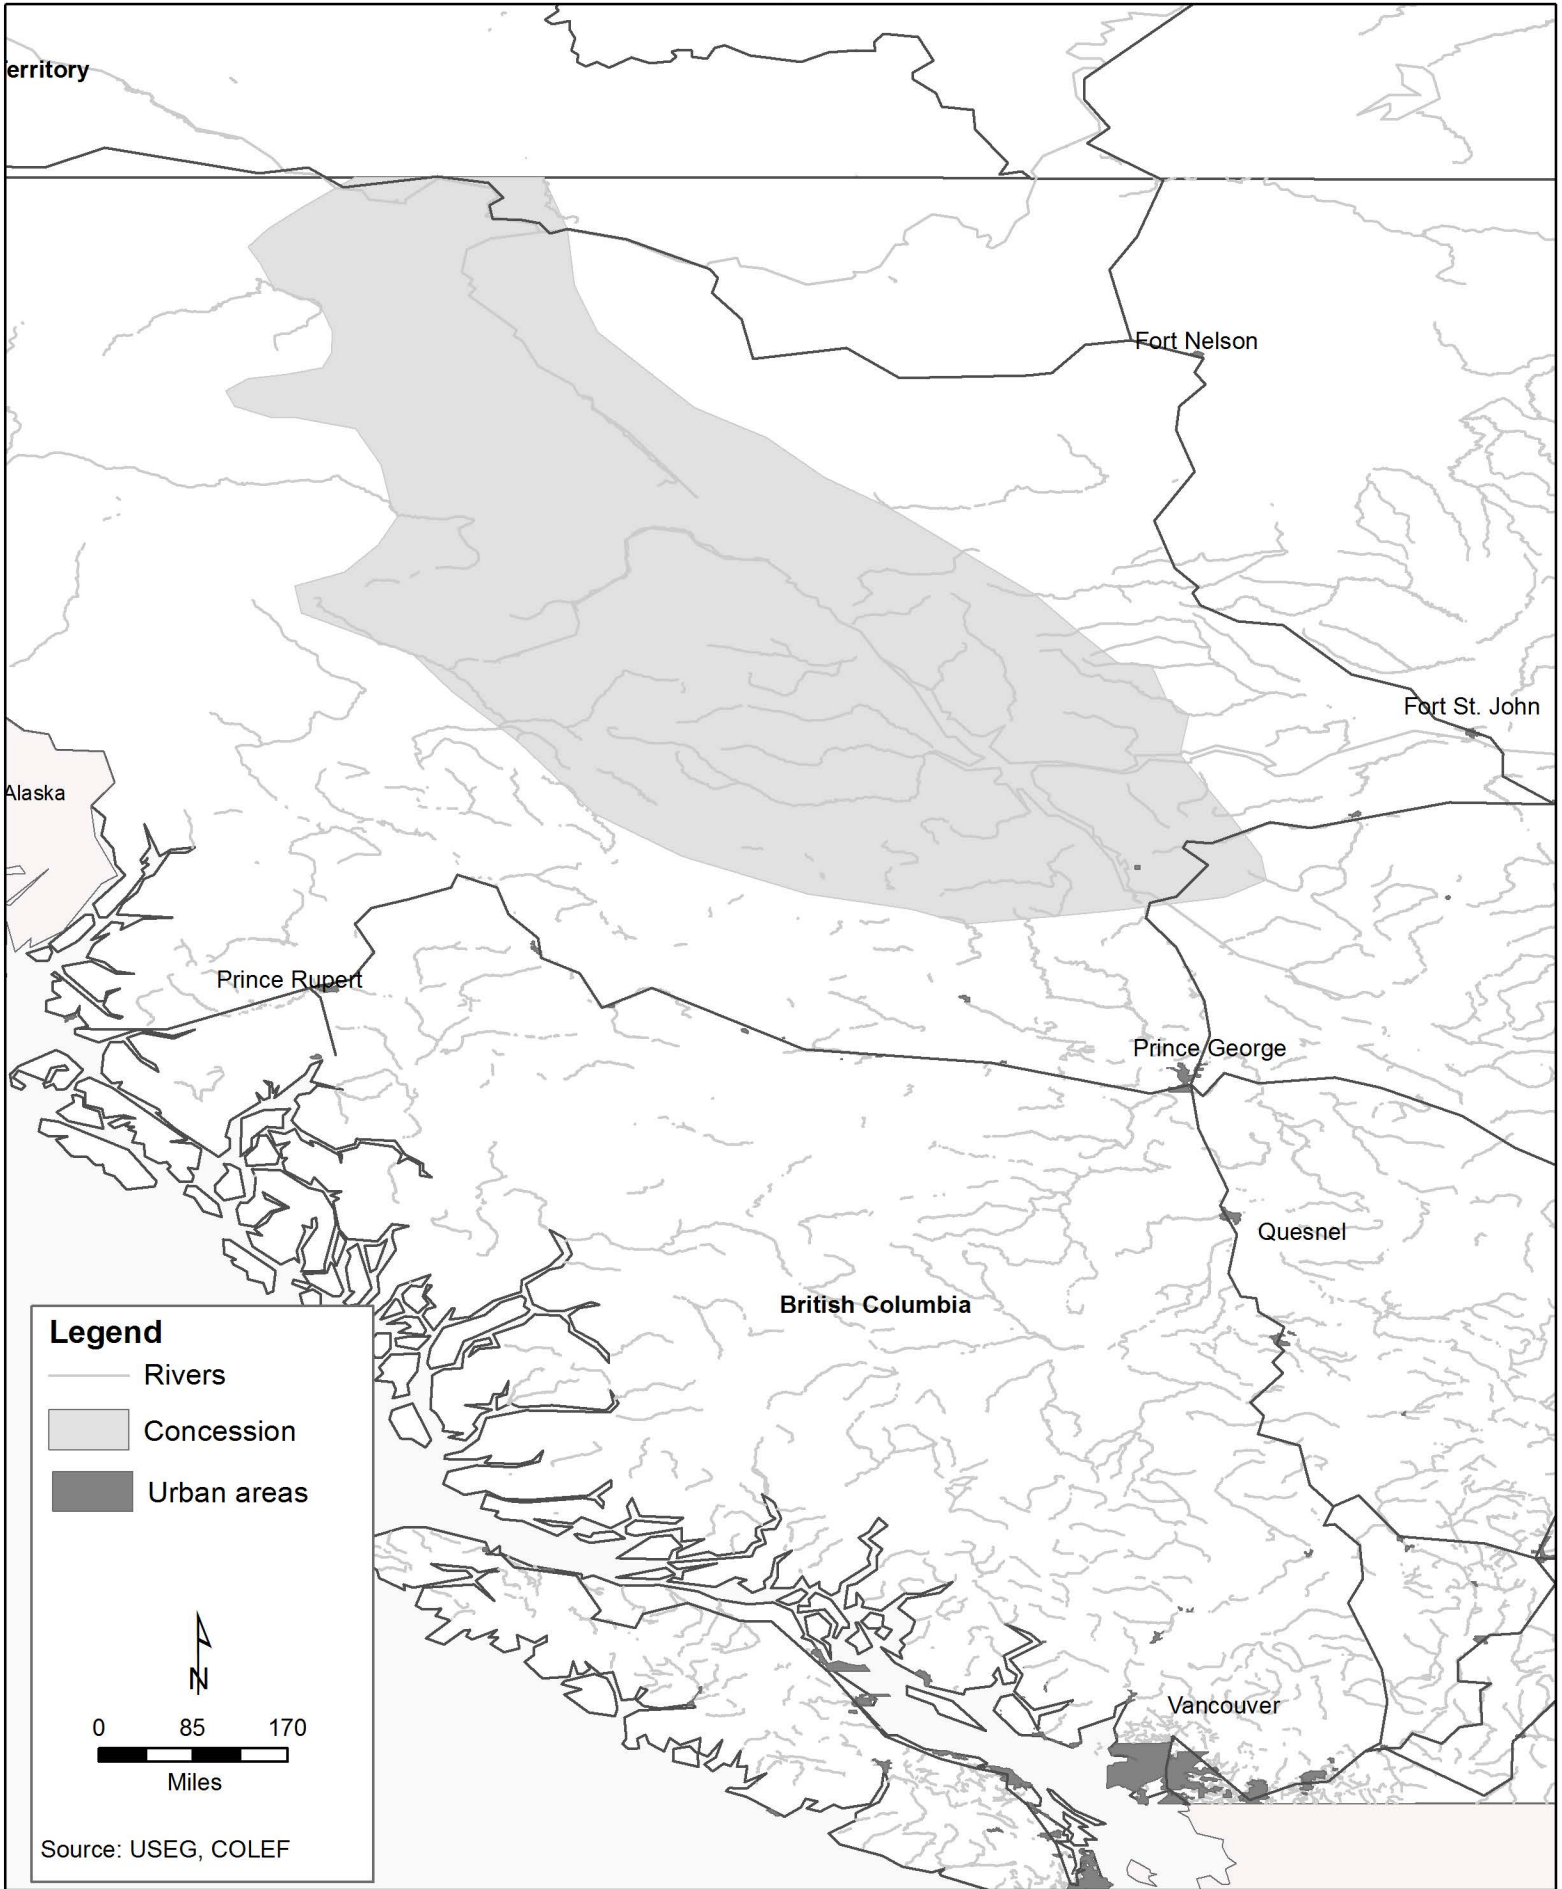 erritory
Fort Nelson
Fort St. John
Alaska
Prince Rupert
Prince George
Quesnel
British Columbia
Legend
Rivers
Concession
Urban areas
Vancouver
N
0 85 170
Miles
Source: USEG, COLEF